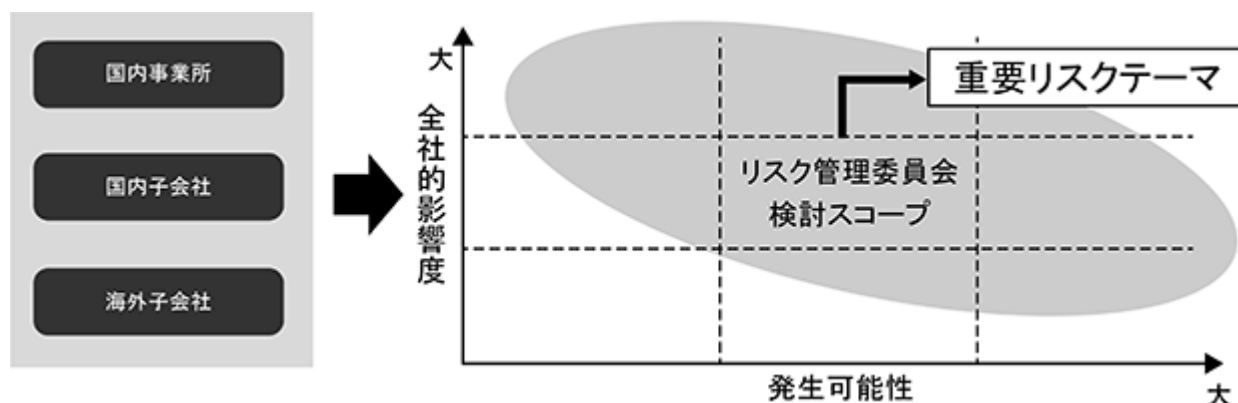 国内事業所
国内子会社
海外子会社
大
全社的影響度
重要リスクテーマ
リスク管理委員会
検討スコープ
発生可能性
大